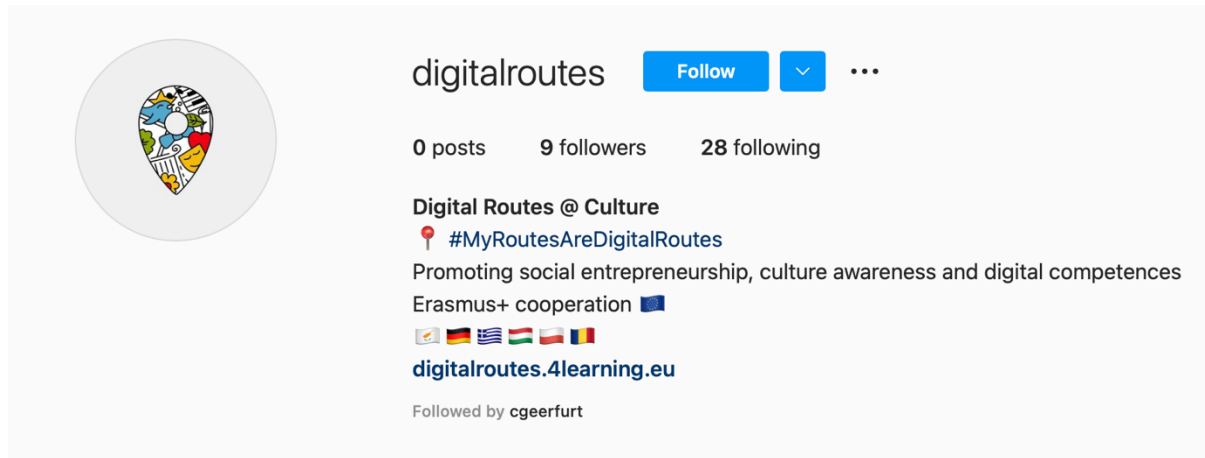 digitalroutes Follow
0 posts 9 followers 28 following
Digital Routes @ Culture
#MyRoutesAreDigitalRoutes
Promoting social entrepreneurship, culture awareness and digital competences
Erasmus+ cooperation
digitalroutes.4learning.eu
Followed by cgeerfurt